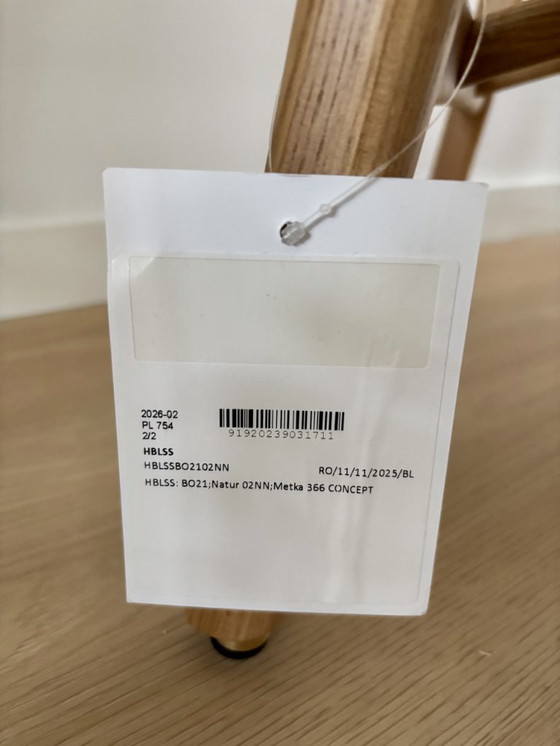 2026-02
PL 754
2/2
91920239031711
HBLSS
HBLSSBO2102NN
RO/11/11/2025/BL
HBLSS: BO21;Natur 02NN;Metka 366 CONCEPT